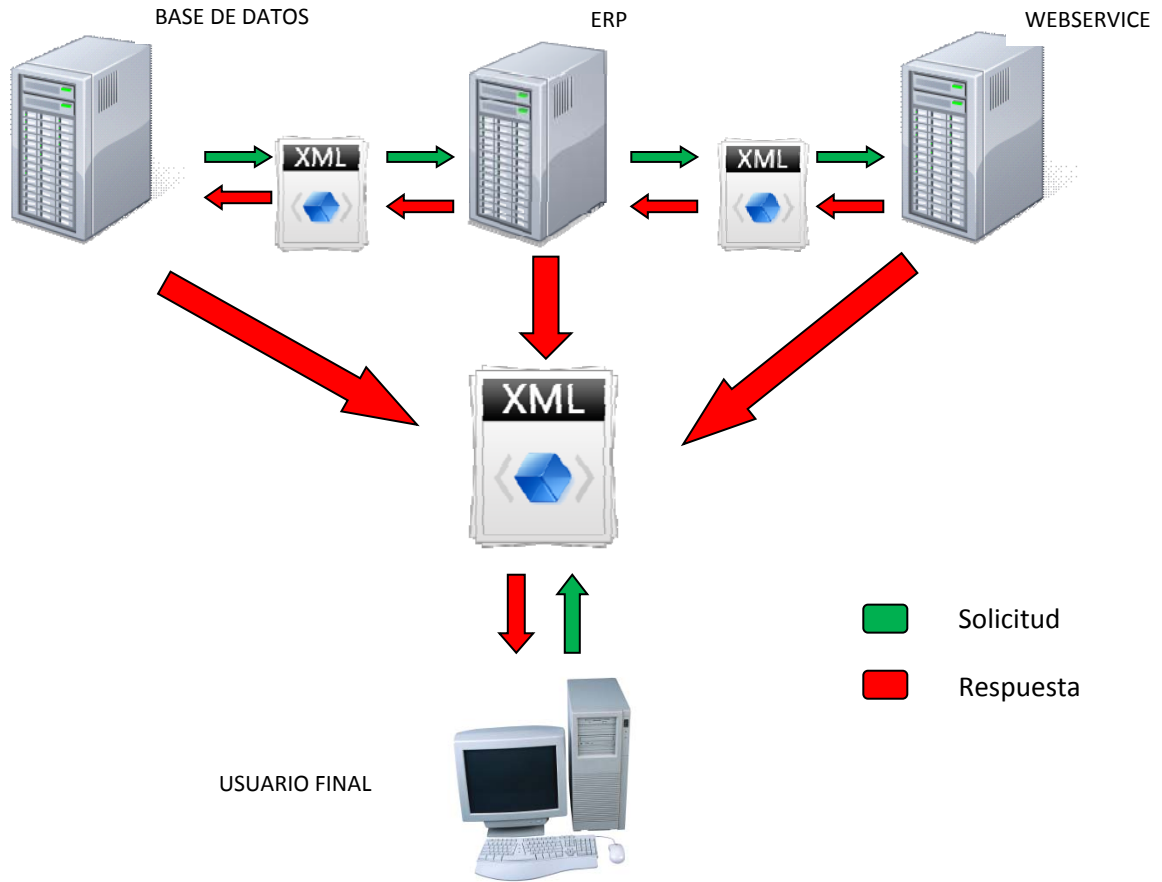 BASE DE DATOS
ERP
WEBSERVICE
XML
XML
XML
Solicitud
Respuesta
USUARIO FINAL